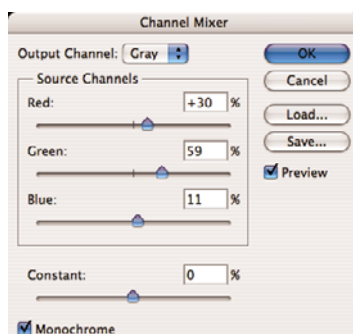 Channel Mixer
Output Channel: Gray
OK
Source Channels
Cancel
Red: +30 %
Load...
Save...
Green: 59 %
Preview
Blue: 11 %
Constant: 0 %
Monochrome